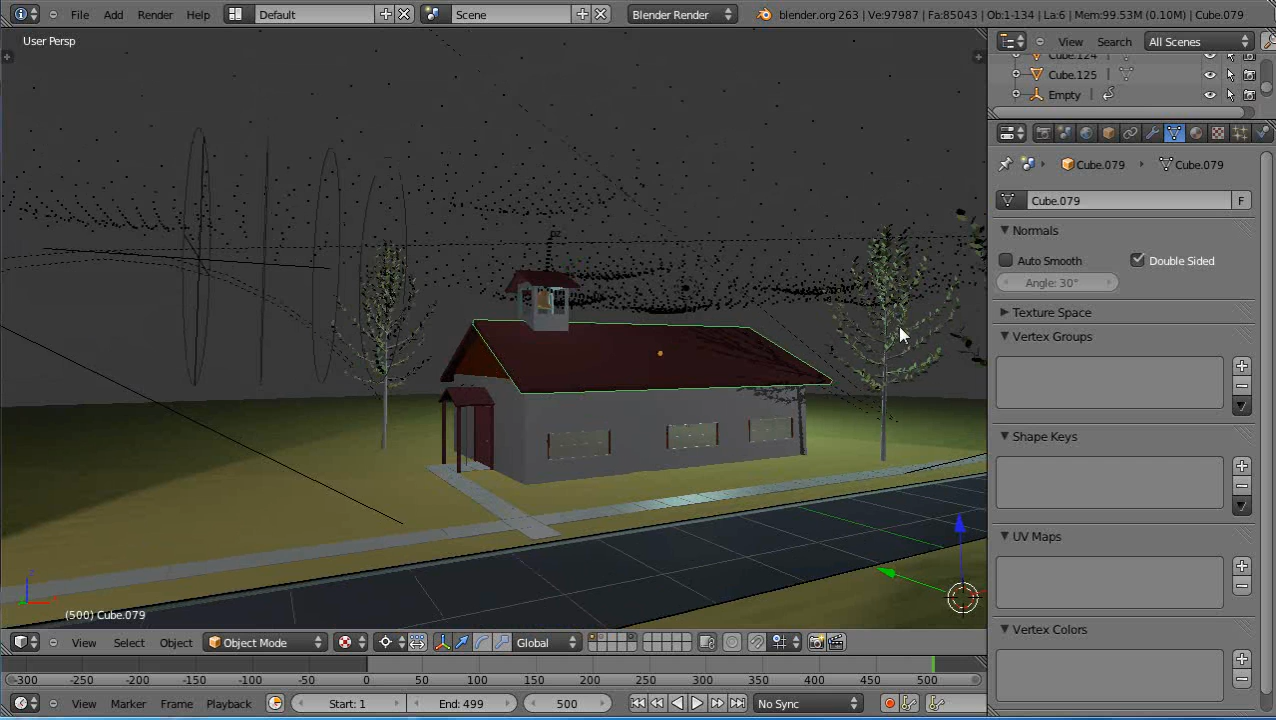 File Add Render Help Default Scene Blender Render blender.org 263 | Ve:97987 | Fa:85043 | Ob:1-134 | La:6 | Mem:99.53M (0.10M) | Cube.079
User Persp
View Search All Scenes
Cube.124
Cube.125
Empty
Cube.079 Cube.079
Cube.079 F
Normals
Auto Smooth Double Sided
Angle: 30°
Texture Space
Vertex Groups
Shape Keys
UV Maps
Vertex Colors
(500) Cube.079
View Select Object Object Mode Global
-300 -250 -200 -150 -100 -50 0 50 100 150 200 250 300 350 400 450 500
View Marker Frame Playback Start: 1 End: 499 500 No Sync